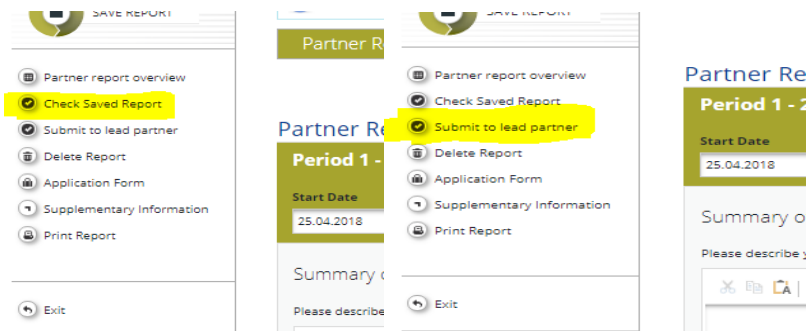 SAVE REPORT
Partner report overview
Check Saved Report
Submit to lead partner
Delete Report
Application Form
Supplementary Information
Print Report
Exit
Partner R
Partner Re
Period 1 -
Start Date
25.04.2018
Summary
Please describe
SAVE REPORT
Partner report overview
Check Saved Report
Submit to lead partner
Delete Report
Application Form
Supplementary Information
Print Report
Exit
Partner Re
Period 1 - 2
Start Date
25.04.2018
Summary o
Please describe y